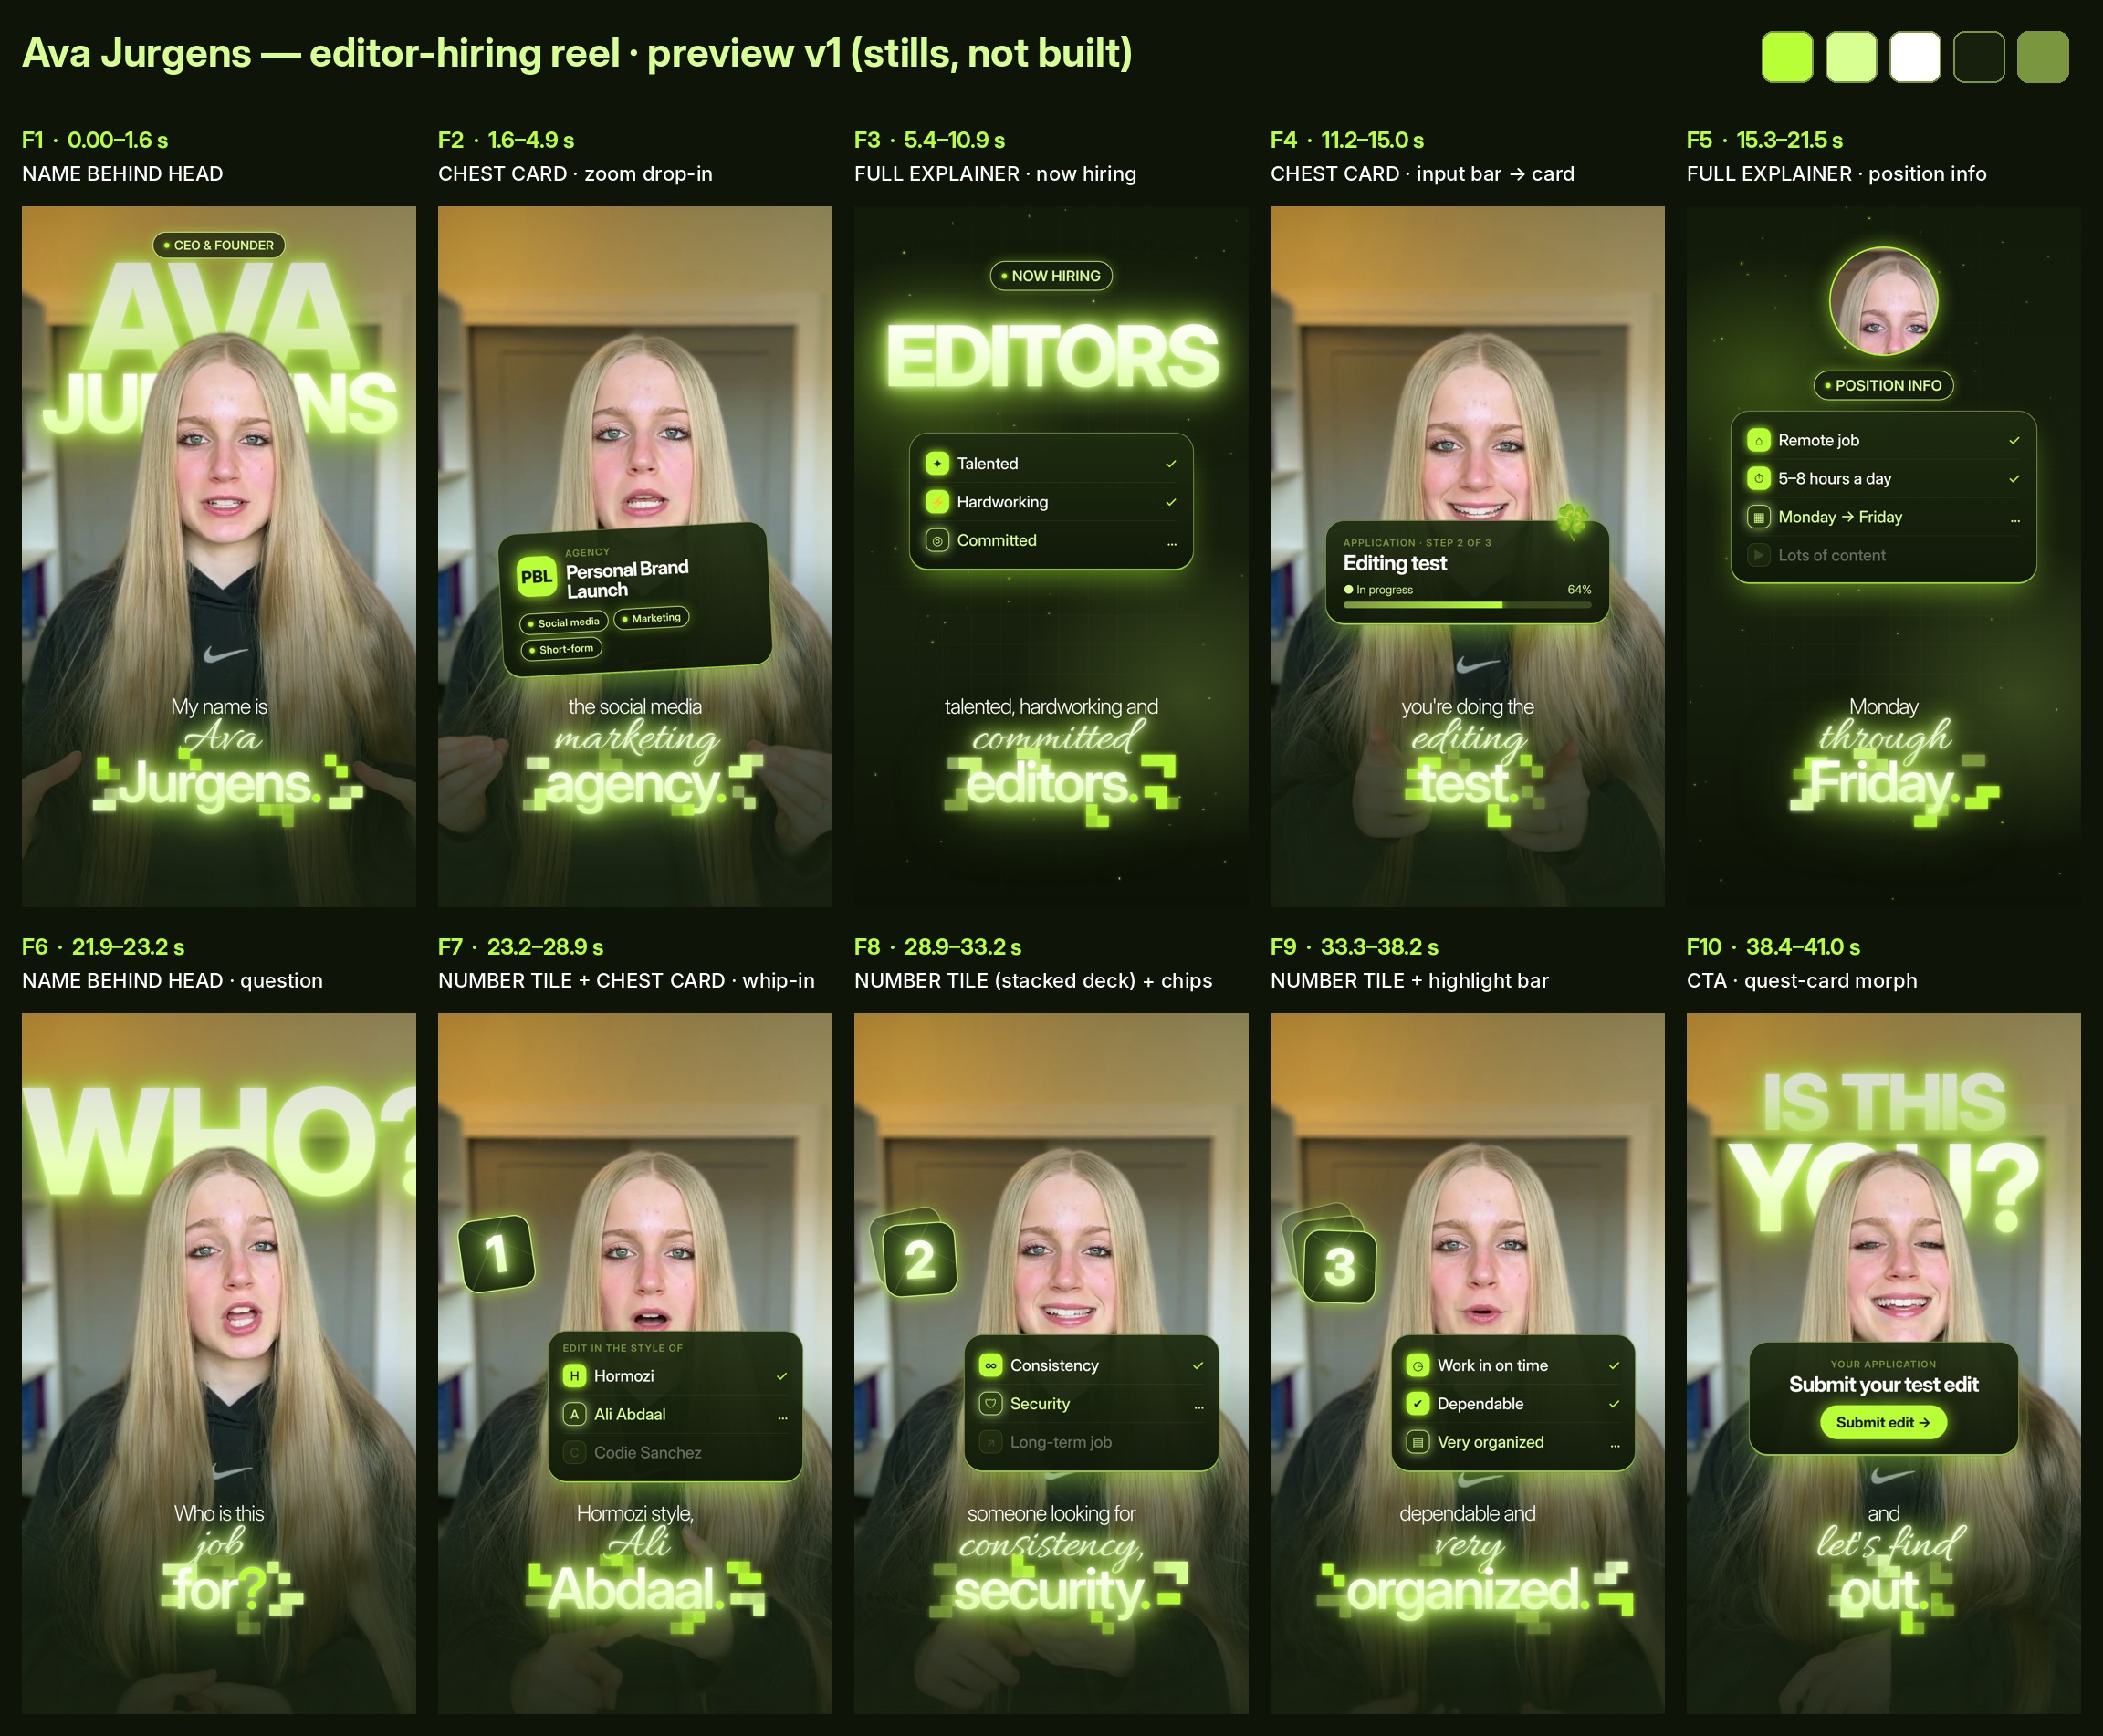 Ava Jurgens — editor-hiring reel · preview v1 (stills, not built)
F1 · 0.00–1.6 s
NAME BEHIND HEAD
CEO & FOUNDER
AVA
JU NS
My name is
Ava
Jurgens.
F2 · 1.6–4.9 s
CHEST CARD · zoom drop-in
AGENCY
PBL
Personal Brand
Launch
Social media
Marketing
Short-form
the social media
marketing
agency.
F3 · 5.4–10.9 s
FULL EXPLAINER · now hiring
NOW HIRING
EDITORS
Talented
Hardworking
Committed ...
talented, hardworking and
committed
editors.
F4 · 11.2–15.0 s
CHEST CARD · input bar → card
APPLICATION · STEP 2 OF 3
Editing test
In progress 64%
you're doing the
editing
test.
F5 · 15.3–21.5 s
FULL EXPLAINER · position info
POSITION INFO
Remote job
5–8 hours a day
Monday → Friday ...
Lots of content
Monday
through
Friday.
F6 · 21.9–23.2 s
NAME BEHIND HEAD · question
WHO?
Who is this
job
for?
F7 · 23.2–28.9 s
NUMBER TILE + CHEST CARD · whip-in
1
EDIT IN THE STYLE OF
H Hormozi
A Ali Abdaal ...
C Codie Sanchez
Hormozi style,
Ali
Abdaal.
F8 · 28.9–33.2 s
NUMBER TILE (stacked deck) + chips
2
Consistency
Security ...
Long-term job
someone looking for
consistency,
security.
F9 · 33.3–38.2 s
NUMBER TILE + highlight bar
3
Work in on time
Dependable
Very organized ...
dependable and
very
organized.
F10 · 38.4–41.0 s
CTA · quest-card morph
IS THIS
YOU?
YOUR APPLICATION
Submit your test edit
Submit edit →
and
let's find
out.